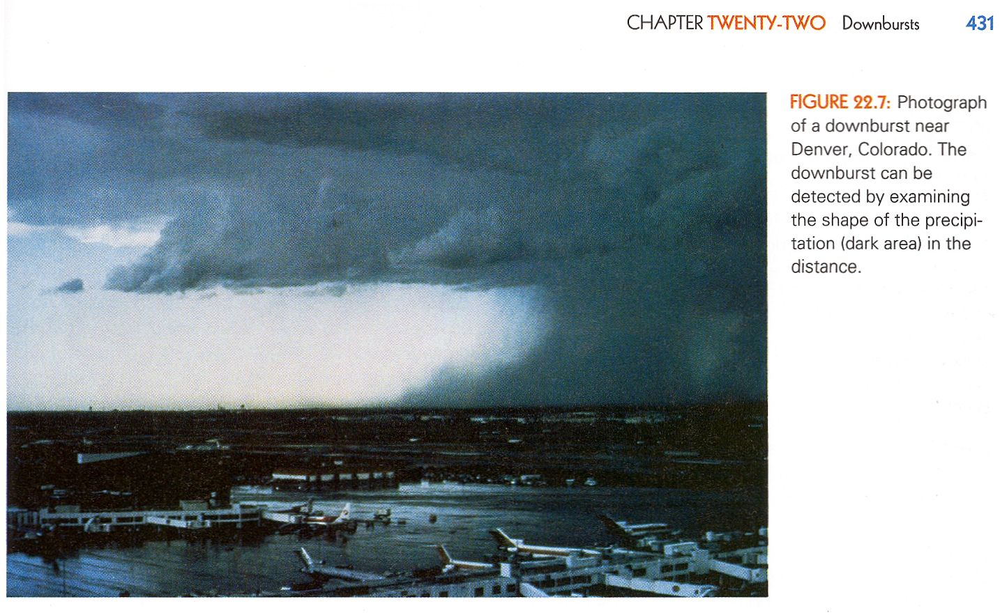 CHAPTER TWENTY-TWO Downbursts 431
FIGURE 22.7: Photograph
of a downburst near
Denver, Colorado. The
downburst can be
detected by examining
the shape of the precipi-
tation (dark area) in the
distance.